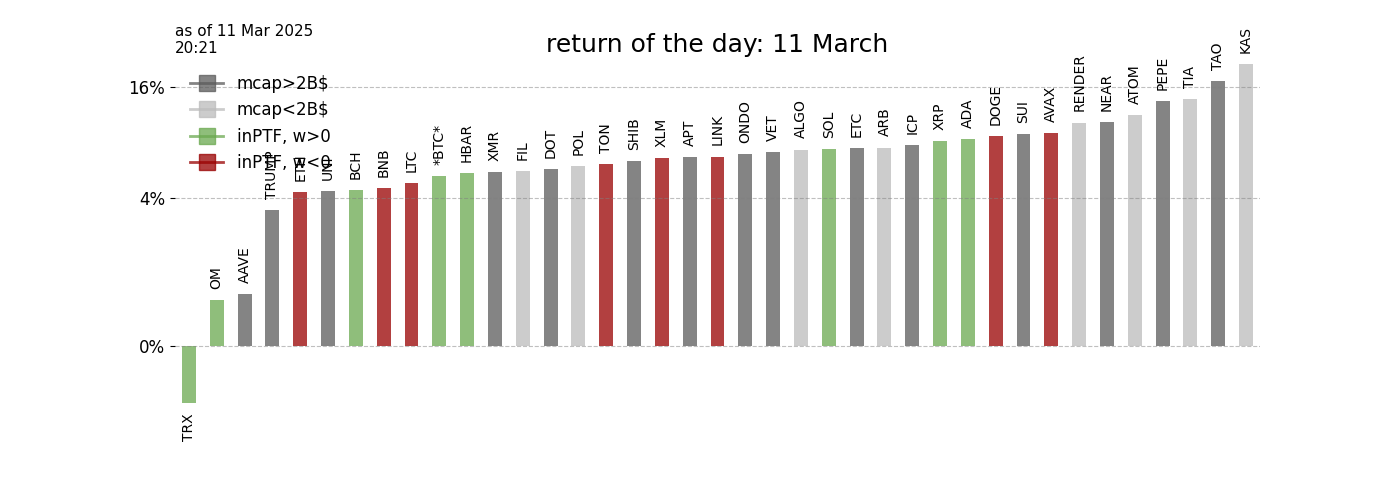 as of 11 Mar 2025
20:21
return of the day: 11 March
mcap>2B$
mcap<2B$
inPTF, w>0
inPTF, w<0
16%
4%
0%
TRX
OM
AAVE
TRUMP
ETH
UNI
BCH
BNB
LTC
*BTC*
HBAR
XMR
FIL
DOT
POL
TON
SHIB
XLM
APT
LINK
ONDO
VET
ALGO
SOL
ETC
ARB
ICP
XRP
ADA
DOGE
SUI
AVAX
RENDER
NEAR
ATOM
PEPE
TIA
TAO
KAS